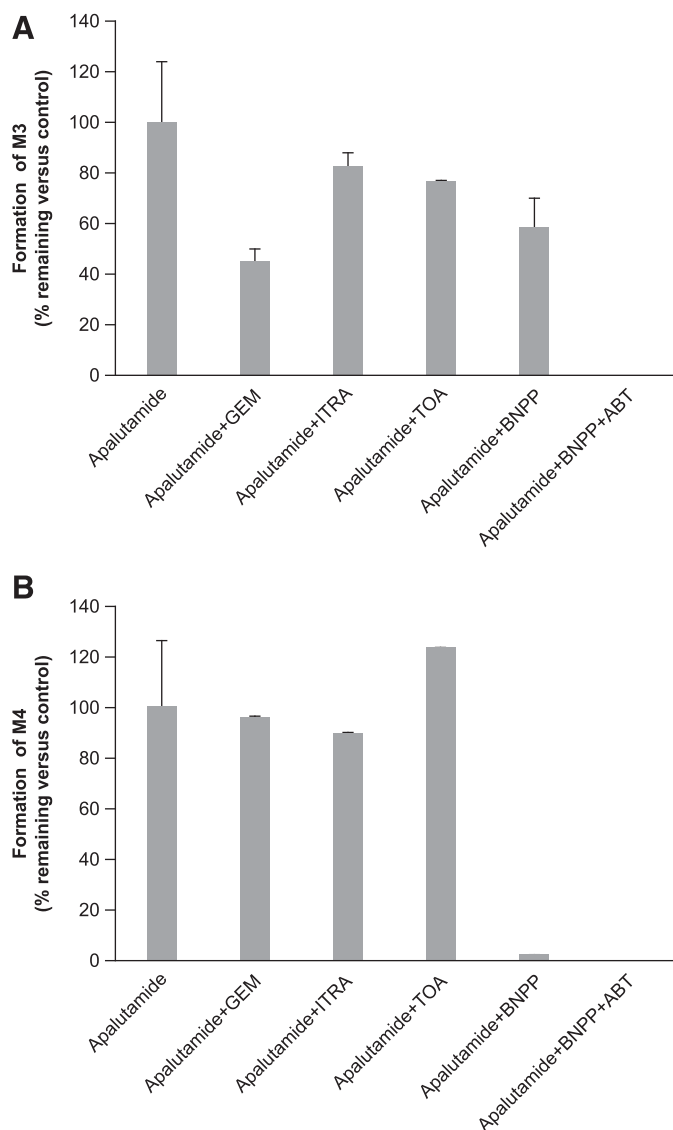 A
Formation of M3
(% remaining versus control)
140
120
100
80
60
40
20
0
Apalutamide
Apalutamide+GEM
Apalutamide+ITRA
Apalutamide+TOA
Apalutamide+BNPP
Apalutamide+BNPP+ABT
B
Formation of M4
(% remaining versus control)
140
120
100
80
60
40
20
0
Apalutamide
Apalutamide+GEM
Apalutamide+ITRA
Apalutamide+TOA
Apalutamide+BNPP
Apalutamide+BNPP+ABT